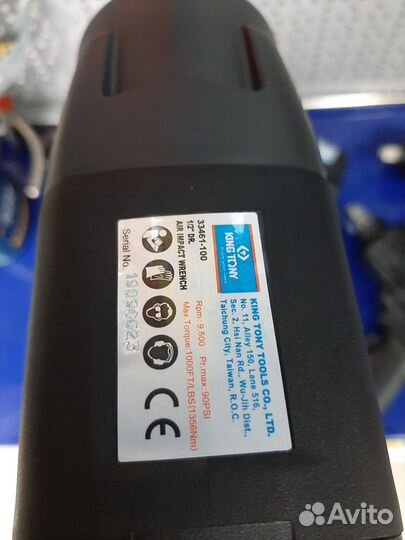 KING TONY
33461-100
1/2" DR.
AIR IMPACT WRENCH
Serial No.
KING TONY TOOLS CO., LTD.
No. 11, Alley 150, Lane 516,
Sec. 2, Hsi Nan Rd., Wu-Jih Dist.,
Taichung City, Taiwan, R.O.C.
Rpm: 9,500 Pr.max:90PSI
Max.Torque:1000FT/LBS(1356Nm)
CE
Avito